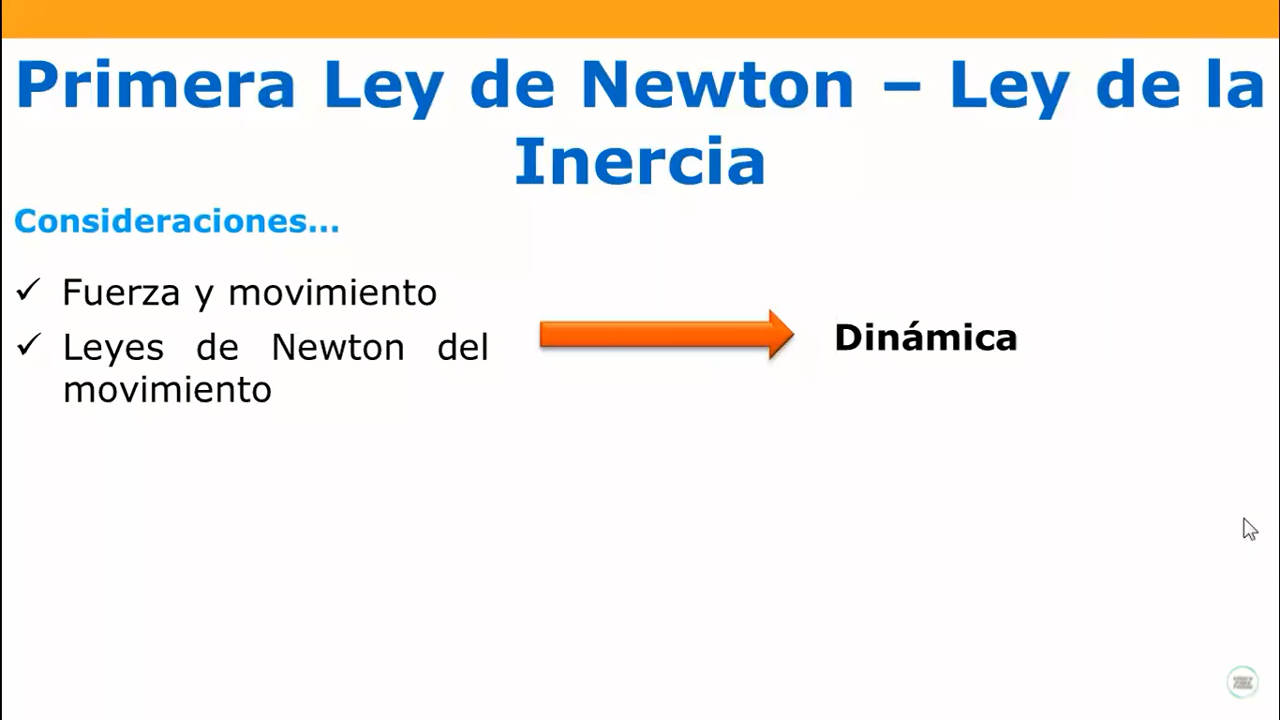 Primera Ley de Newton – Ley de la
Inercia
Consideraciones...
✓ Fuerza y movimiento
✓ Leyes de Newton del
movimiento
Dinámica